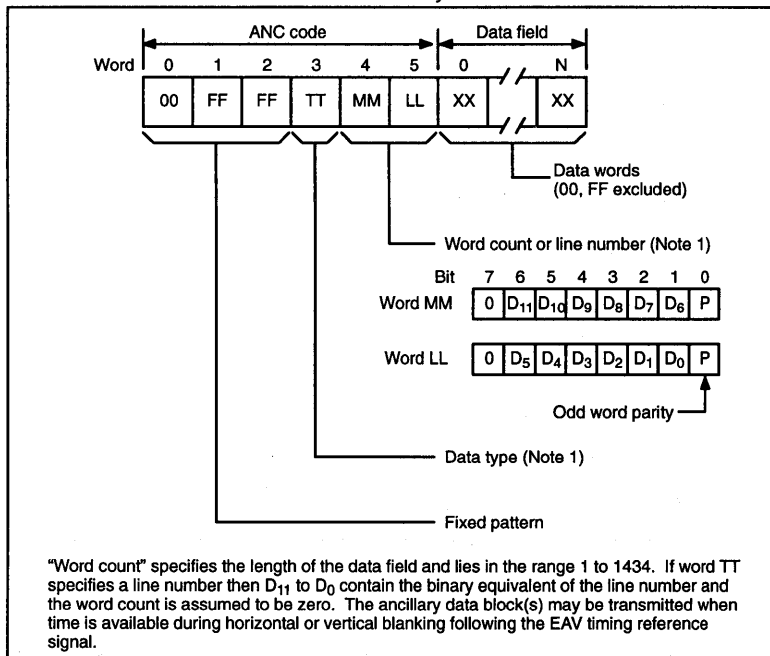 ANC code Data field
Word 0 1 2 3 4 5 0 N
00 FF FF TT MM LL XX XX
Data words
(00, FF excluded)
Word count or line number (Note 1)
Bit 7 6 5 4 3 2 1 0
Word MM 0 D11 D10 D9 D8 D7 D6 P
Word LL 0 D5 D4 D3 D2 D1 D0 P
Odd word parity
Data type (Note 1)
Fixed pattern
"Word count" specifies the length of the data field and lies in the range 1 to 1434. If word TT
specifies a line number then D11 to D0 contain the binary equivalent of the line number and
the word count is assumed to be zero. The ancillary data block(s) may be transmitted when
time is available during horizontal or vertical blanking following the EAV timing reference
signal.